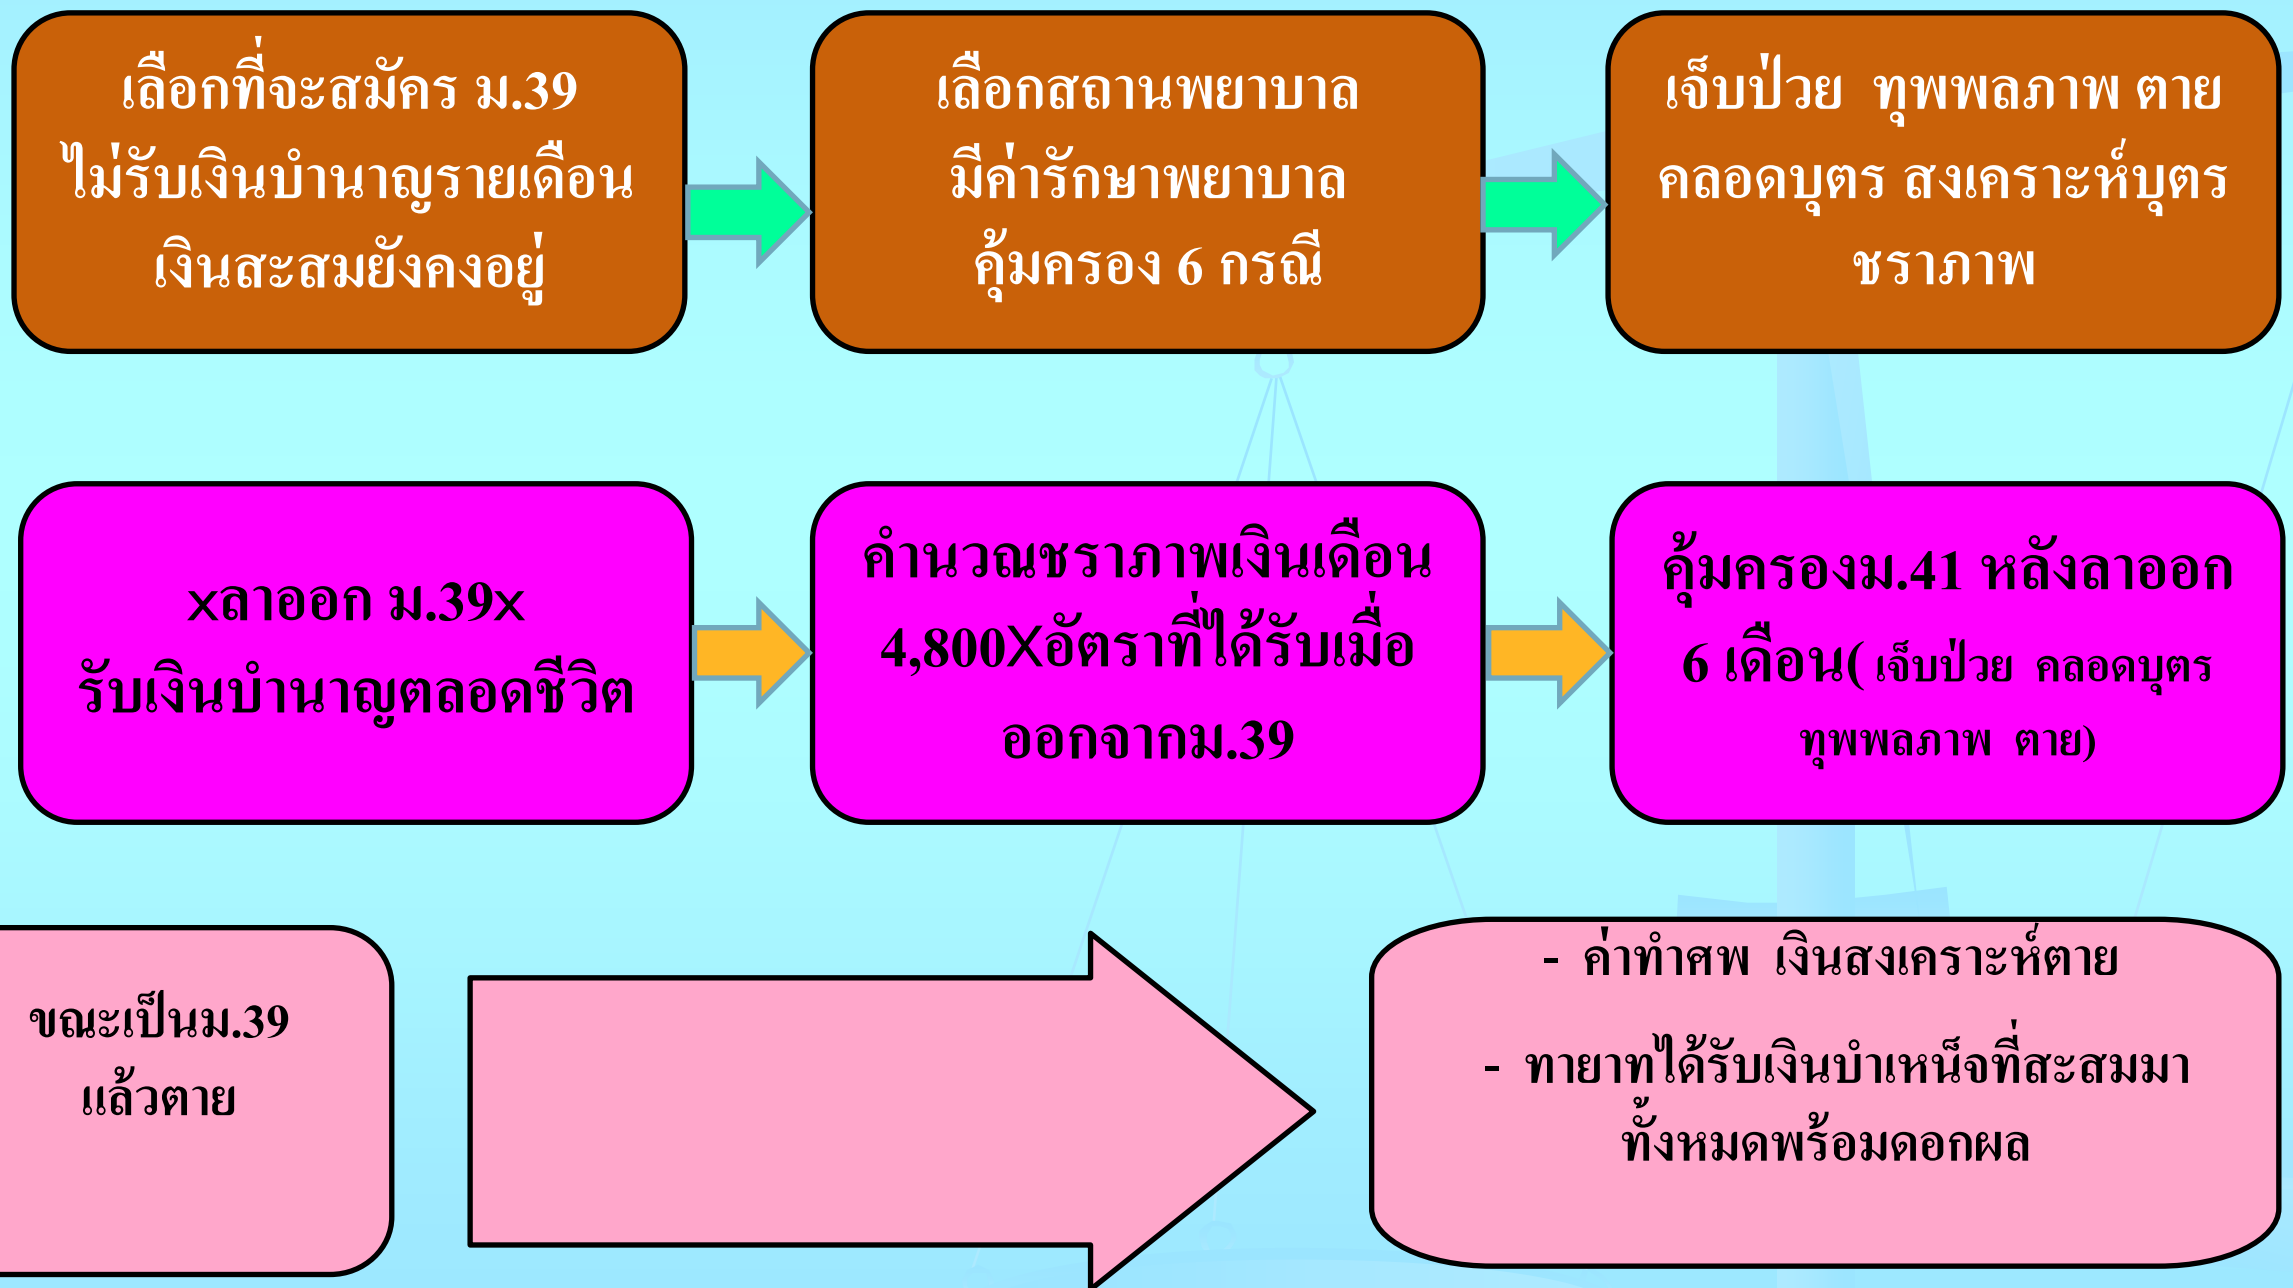 เลือกที่จะสมัคร ม.39
ไม่รับเงินบำนาญรายเดือน
เงินสะสมยังคงอยู่
เลือกสถานพยาบาล
มีค่ารักษาพยาบาล
คุ้มครอง 6 กรณี
เจ็บป่วย ทุพพลภาพ ตาย
คลอดบุตร สงเคราะห์บุตร
ชราภาพ
xลาออก ม.39x
รับเงินบำนาญตลอดชีวิต
คำนวณชราภาพเงินเดือน
4,800Xอัตราที่ได้รับเมื่อ
ออกจากม.39
คุ้มครองม.41 หลังลาออก
6 เดือน( เจ็บป่วย คลอดบุตร
ทุพพลภาพ ตาย)
ขณะเป็นม.39
แล้วตาย
- ค่าทำศพ เงินสงเคราะห์ตาย
- ทายาทได้รับเงินบำเหน็จที่สะสมมา
ทั้งหมดพร้อมดอกผล